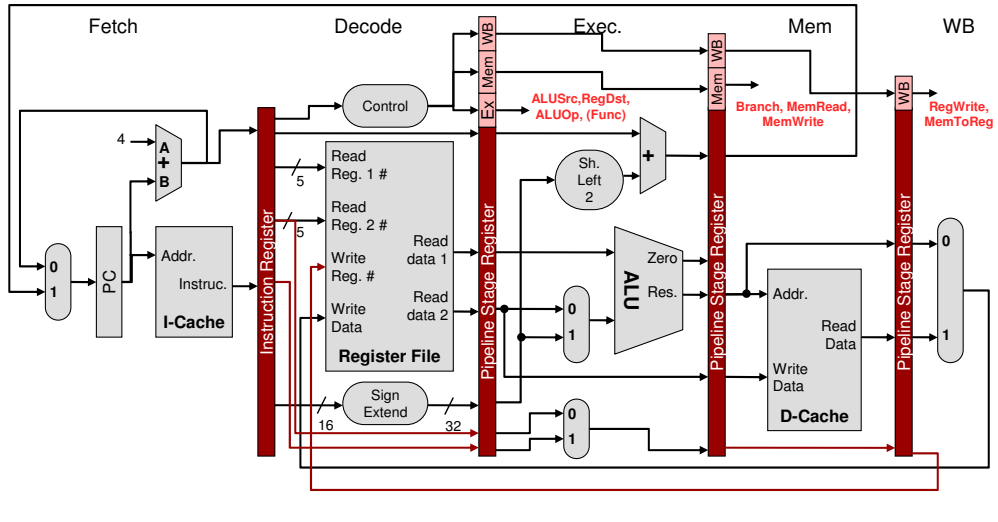 Fetch
Decode
Exec.
Mem
WB
WB
Mem
Ex
Control
ALUSrc,RegDst,
ALUOp, (Func)
WB
Mem
Branch, MemRead,
MemWrite
WB
RegWrite,
MemToReg
4
A
+
B
0
1
PC
Addr.
Instruc.
I-Cache
Instruction Register
5
5
16
32
Read
Reg. 1 #
Read
Reg. 2 #
Write
Reg. #
Write
Data
Read
data 1
Read
data 2
Register File
Sign
Extend
Pipeline Stage Register
+
Sh.
Left
2
ALU
Zero
Res.
0
1
0
1
Pipeline Stage Register
Addr.
Read
Data
Write
Data
D-Cache
Pipeline Stage Register
0
1